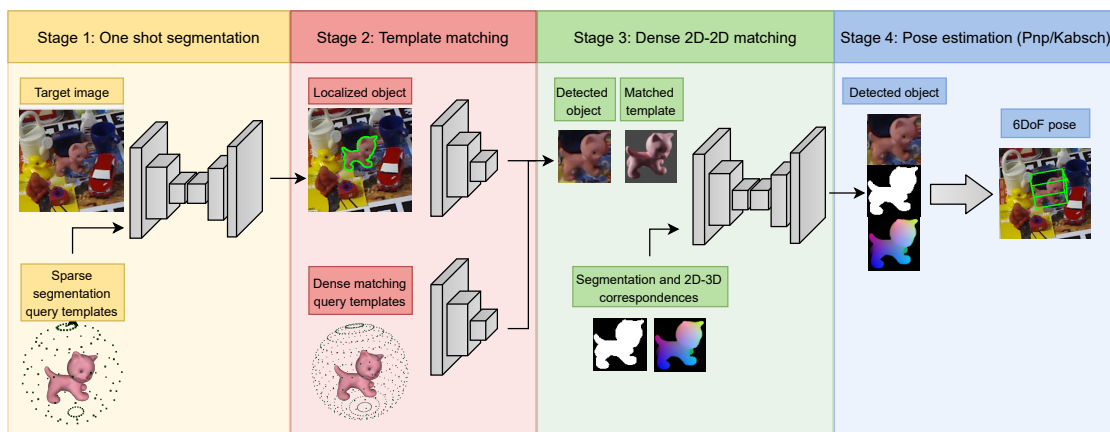 Stage 1: One shot segmentation
Stage 2: Template matching
Stage 3: Dense 2D-2D matching
Stage 4: Pose estimation (Pnp/Kabsch)
Target image
Sparse
segmentation
query templates
Localized object
Dense matching
query templates
Detected
object
Matched
template
Segmentation and 2D-3D
correspondences
Detected object
6DoF pose